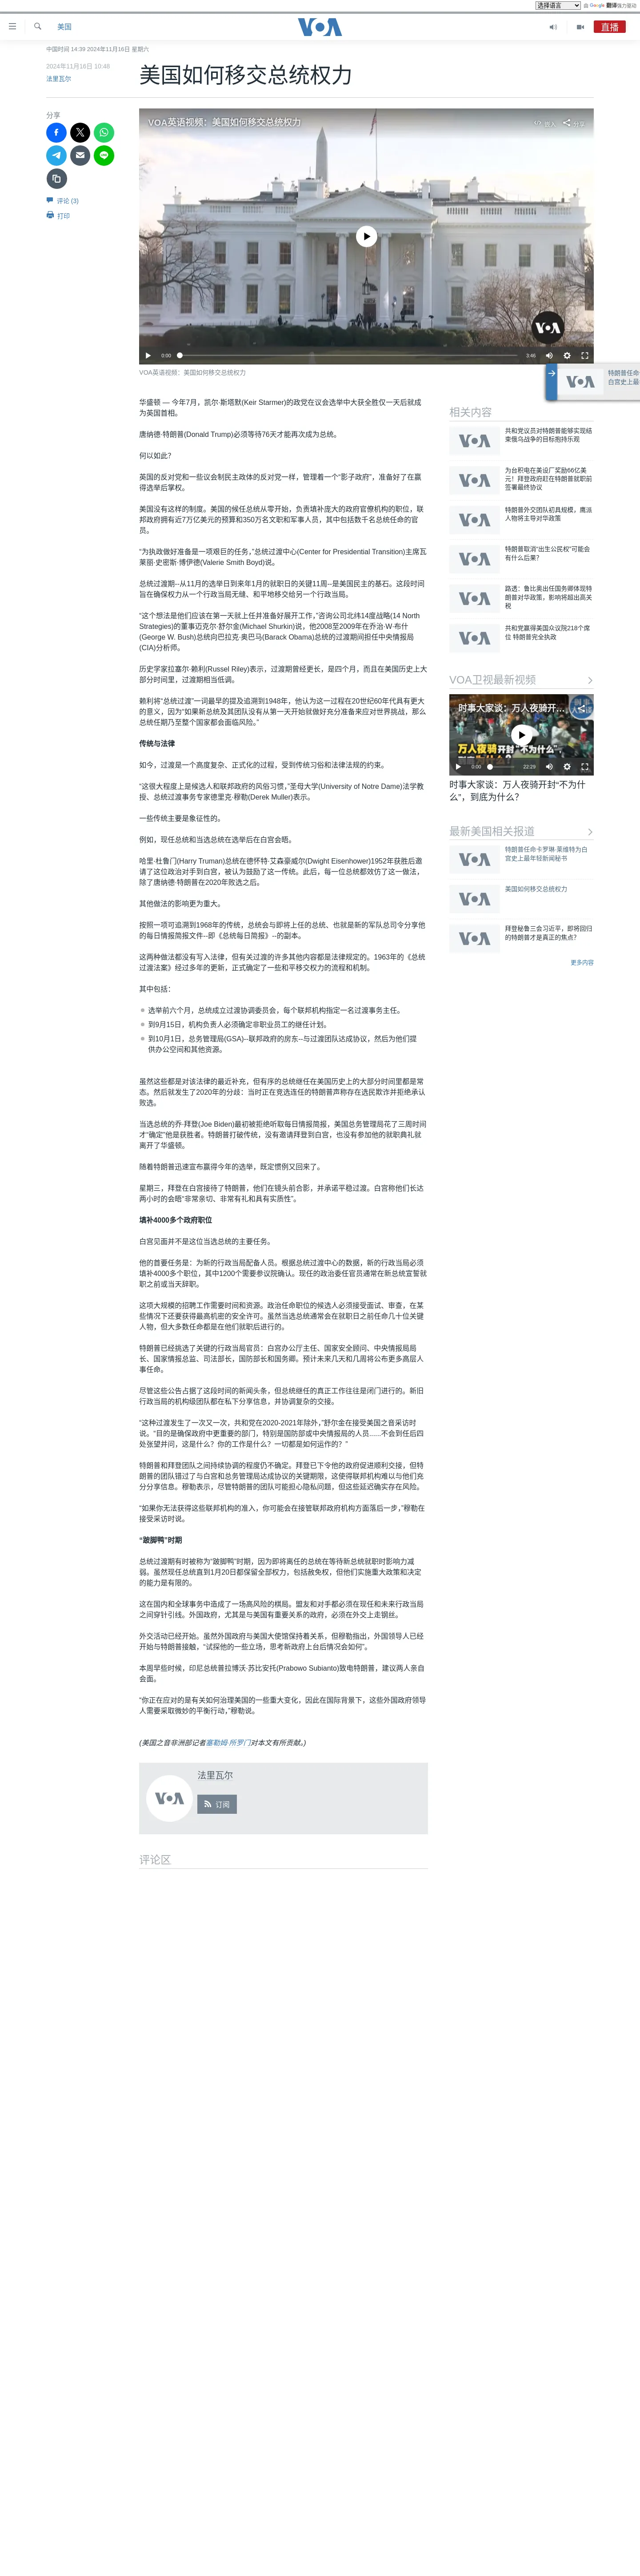 选择语言 由 Google 翻译强力驱动
美国
VOA
直播
中国时间 14:39 2024年11月16日 星期六
2024年11月16日 10:46
法里瓦尔
美国如何移交总统权力
分享
评论 (3)
打印
VOA英语视频：美国如何移交总统权力
嵌入 分享
VOA
0:00 3:46
VOA英语视频：美国如何移交总统权力
华盛顿 — 今年7月，凯尔·斯塔默(Keir Starmer)的政党在议会选举中大获全胜仅一天后就成
为英国首相。
唐纳德·特朗普(Donald Trump)必须等待76天才能再次成为总统。
何以如此？
英国的反对党和一些议会制民主政体的反对党一样，管理着一个“影子政府”，准备好了在赢
得选举后掌权。
美国没有这样的制度。美国的候任总统从零开始，负责填补庞大的政府官僚机构的职位，联
邦政府拥有近7万亿美元的预算和350万名文职和军事人员，其中包括数千名总统任命的官
员。
“为执政做好准备是一项艰巨的任务，”总统过渡中心(Center for Presidential Transition)主席瓦
莱丽·史密斯·博伊德(Valerie Smith Boyd)说。
总统过渡期--从11月的选举日到来年1月的就职日的关键11周--是美国民主的基石。这段时间
旨在确保权力从一个行政当局无缝、和平地移交给另一个行政当局。
“这个想法是他们应该在第一天就上任并准备好展开工作，”咨询公司北纬14度战略(14 North
Strategies)的董事迈克尔·舒尔金(Michael Shurkin)说，他2008至2009年在乔治·W·布什
(George W. Bush)总统向巴拉克·奥巴马(Barack Obama)总统的过渡期间担任中央情报局
(CIA)分析师。
历史学家拉塞尔·赖利(Russel Riley)表示，过渡期曾经更长，是四个月，而且在美国历史上大
部分时间里，过渡期相当低调。
赖利将“总统过渡”一词最早的提及追溯到1948年，他认为这一过程在20世纪60年代具有更大
的意义，因为“如果新总统及其团队没有从第一天开始就做好充分准备来应对世界挑战，那么
总统任期乃至整个国家都会面临风险。”
传统与法律
如今，过渡是一个高度复杂、正式化的过程，受到传统习俗和法律法规的约束。
“这很大程度上是候选人和联邦政府的风俗习惯，”圣母大学(University of Notre Dame)法学教
授、总统过渡事务专家德里克·穆勒(Derek Muller)表示。
一些传统主要是象征性的。
例如，现任总统和当选总统在选举后在白宫会晤。
哈里·杜鲁门(Harry Truman)总统在德怀特·艾森豪威尔(Dwight Eisenhower)1952年获胜后邀
请了这位政治对手到白宫，被认为鼓励了这一传统。此后，每一位总统都效仿了这一做法，
除了唐纳德·特朗普在2020年败选之后。
其他做法的影响更为重大。
按照一项可追溯到1968年的传统，总统会与即将上任的总统、也就是新的军队总司令分享他
的每日情报简报文件--即《总统每日简报》--的副本。
这两种做法都没有写入法律，但有关过渡的许多其他内容都是法律规定的。1963年的《总统
过渡法案》经过多年的更新，正式确定了一些和平移交权力的流程和机制。
其中包括：
选举前六个月，总统成立过渡协调委员会，每个联邦机构指定一名过渡事务主任。
到9月15日，机构负责人必须确定非职业员工的继任计划。
到10月1日，总务管理局(GSA)--联邦政府的房东--与过渡团队达成协议，然后为他们提
供办公空间和其他资源。
虽然这些都是对该法律的最近补充，但有序的总统继任在美国历史上的大部分时间里都是常
态。然后就发生了2020年的分歧：当时正在竞选连任的特朗普声称存在选民欺诈并拒绝承认
败选。
当选总统的乔·拜登(Joe Biden)最初被拒绝听取每日情报简报，美国总务管理局花了三周时间
才“确定”他是获胜者。特朗普打破传统，没有邀请拜登到白宫，也没有参加他的就职典礼就
离开了华盛顿。
随着特朗普迅速宣布赢得今年的选举，既定惯例又回来了。
星期三，拜登在白宫接待了特朗普，他们在镜头前合影，并承诺平稳过渡。白宫称他们长达
两小时的会晤“非常亲切、非常有礼和具有实质性”。
填补4000多个政府职位
白宫见面并不是这位当选总统的主要任务。
他的首要任务是：为新的行政当局配备人员。根据总统过渡中心的数据，新的行政当局必须
填补4000多个职位，其中1200个需要参议院确认。现任的政治委任官员通常在新总统宣誓就
职之前或当天辞职。
这项大规模的招聘工作需要时间和资源。政治任命职位的候选人必须接受面试、审查，在某
些情况下还要获得最高机密的安全许可。虽然当选总统通常会在就职日之前任命几十位关键
人物，但大多数任命都是在他们就职后进行的。
特朗普已经挑选了关键的行政当局官员：白宫办公厅主任、国家安全顾问、中央情报局局
长、国家情报总监、司法部长，国防部长和国务卿。预计未来几天和几周将公布更多高层人
事任命。
尽管这些公告占据了这段时间的新闻头条，但总统继任的真正工作往往是闭门进行的。新旧
行政当局的机构级团队都在私下分享信息，并协调复杂的交接。
“这种过渡发生了一次又一次，共和党在2020-2021年除外，”舒尔金在接受美国之音采访时
说。“目的是确保政府中更重要的部门，特别是国防部或中央情报局的人员......不会到任后四
处张望并问，这是什么？你的工作是什么？一切都是如何运作的？”
特朗普和拜登团队之间持续协调的程度仍不确定。拜登已下令他的政府促进顺利交接，但特
朗普的团队错过了与白宫和总务管理局达成协议的关键期限，这使得联邦机构难以与他们充
分分享信息。穆勒表示，尽管特朗普的团队可能担心隐私问题，但这些延迟确实存在风险。
“如果你无法获得这些联邦机构的准入，你可能会在接管联邦政府机构方面落后一步，”穆勒在
接受采访时说。
“跛脚鸭”时期
总统过渡期有时被称为“跛脚鸭”时期，因为即将离任的总统在等待新总统就职时影响力减
弱。虽然现任总统直到1月20日都保留全部权力，包括赦免权，但他们实施重大政策和决定
的能力是有限的。
这在国内和全球事务中造成了一场高风险的棋局。盟友和对手都必须在现任和未来行政当局
之间穿针引线。外国政府，尤其是与美国有重要关系的政府，必须在外交上走钢丝。
外交活动已经开始。虽然外国政府与美国大使馆保持着关系，但穆勒指出，外国领导人已经
开始与特朗普接触，“试探他的一些立场，思考新政府上台后情况会如何”。
本周早些时候，印尼总统普拉博沃·苏比安托(Prabowo Subianto)致电特朗普，建议两人亲自
会面。
“你正在应对的是有关如何治理美国的一些重大变化，因此在国际背景下，这些外国政府领导
人需要采取微妙的平衡行动，”穆勒说。
(美国之音非洲部记者塞勒姆·所罗门对本文有所贡献。)
VOA
法里瓦尔
订阅
评论区
VOA
特朗普任命
白宫史上最
相关内容
VOA
共和党议员对特朗普能够实现结
束俄乌战争的目标抱持乐观
VOA
为台积电在美设厂奖励66亿美
元！拜登政府赶在特朗普就职前
签署最终协议
VOA
特朗普外交团队初具规模，鹰派
人物将主导对华政策
VOA
特朗普取消“出生公民权”可能会
有什么后果？
VOA
路透：鲁比奥出任国务卿体现特
朗普对华政策，影响将超出高关
税
VOA
共和党赢得美国众议院218个席
位 特朗普完全执政
VOA卫视最新视频
时事大家谈：万人夜骑开...
万人夜骑开封“不为什么”，
0:00 22:29
时事大家谈：万人夜骑开封“不为什
么”，到底为什么？
最新美国相关报道
VOA
特朗普任命卡罗琳·莱维特为白
宫史上最年轻新闻秘书
VOA
美国如何移交总统权力
VOA
拜登秘鲁三会习近平，即将回归
的特朗普才是真正的焦点？
更多内容